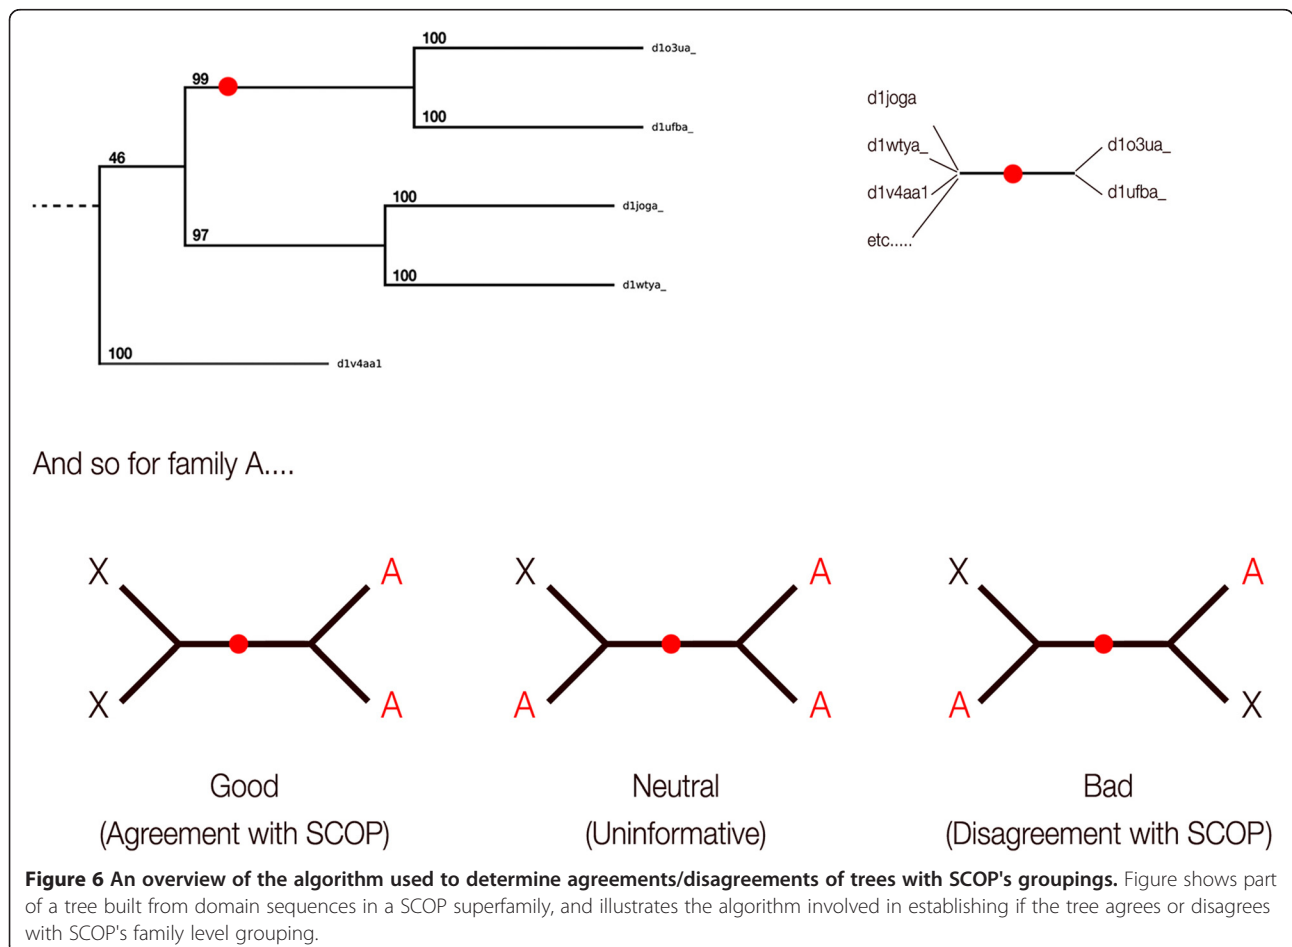 100
d1o3ua_
99
100
d1ufba_
46
100
d1joga_
97
100
d1wtya_
100
d1v4aa1
d1joga
d1wtya_
d1o3ua_
d1v4aa1
d1ufba_
etc.....
And so for family A....
X A X A X A
X A A A A X
Good Neutral Bad
(Agreement with SCOP) (Uninformative) (Disagreement with SCOP)
Figure 6 An overview of the algorithm used to determine agreements/disagreements of trees with SCOP's groupings. Figure shows part
of a tree built from domain sequences in a SCOP superfamily, and illustrates the algorithm involved in establishing if the tree agrees or disagrees
with SCOP's family level grouping.